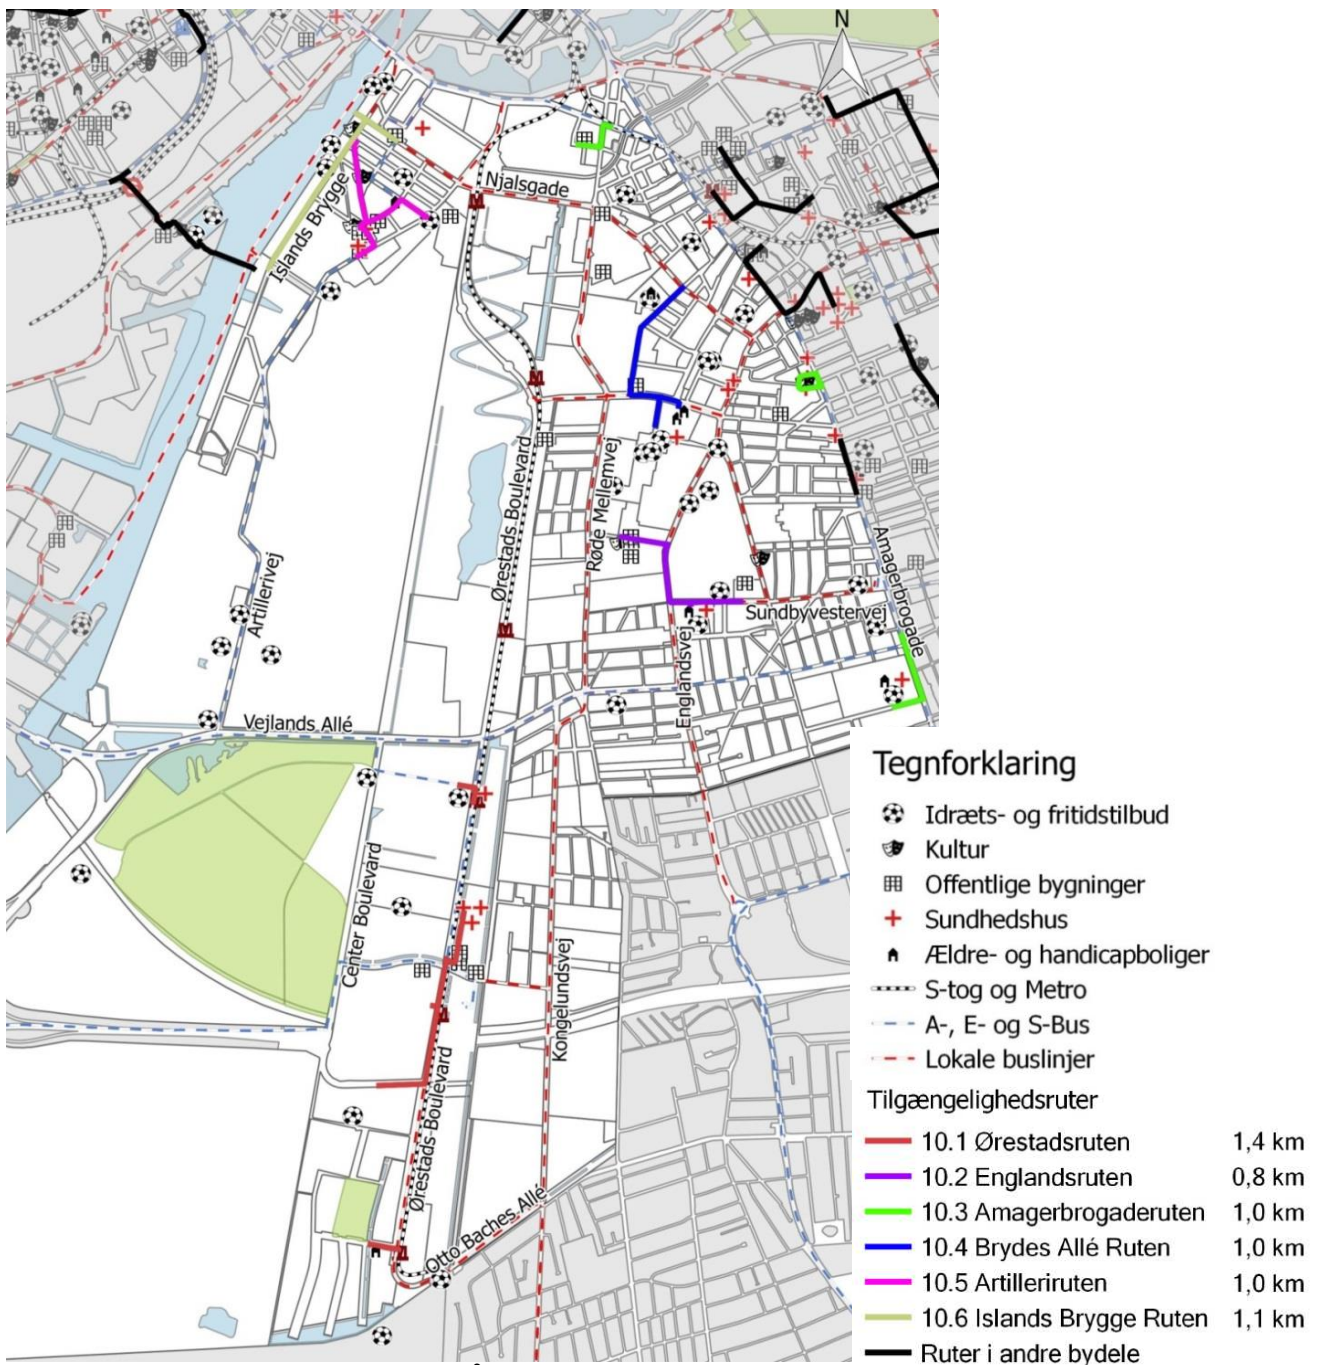 N
Njalsgade
Islands Brygge
M
M
Ørestads Boulevard
Røde Mellemvej
Amagerbrogade
Artillerivej
M
Sundbyvestervej
Englandsvej
Vejlands Allé
M
Center Boulevard
Kongelundsvej
M
Ørestads Boulevard
Otto Baches Allé
M
Tegnforklaring
Idræts- og fritidstilbud
Kultur
Offentlige bygninger
Sundhedshus
Ældre- og handicapboliger
S-tog og Metro
A-, E- og S-Bus
Lokale buslinjer
Tilgængelighedsruter
10.1 Ørestadsruten 1,4 km
10.2 Englandsruten 0,8 km
10.3 Amagerbrogaderuten 1,0 km
10.4 Brydes Allé Ruten 1,0 km
10.5 Artilleriruten 1,0 km
10.6 Islands Brygge Ruten 1,1 km
Ruter i andre bydele